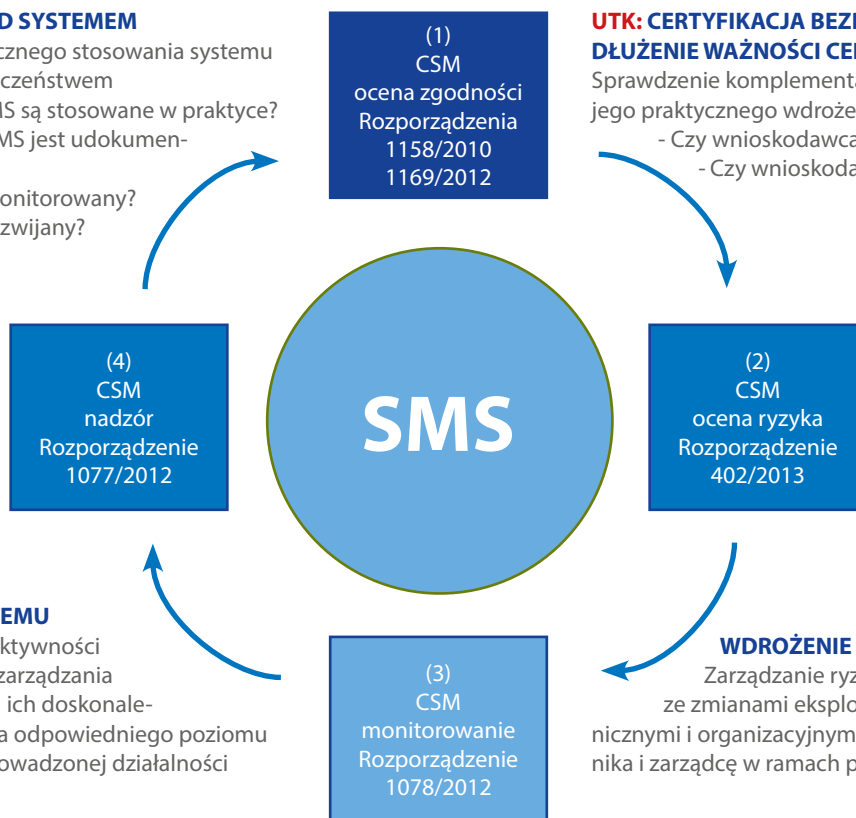 D SYSTEMEM
cznego stosowania systemu
czeństwem
MS są stosowane w praktyce?
MS jest udokumen-
onitorowany?
zwijany?
(1)
CSM
ocena zgodności
Rozporządzenia
1158/2010
1169/2012
UTK: CERTYFIKACJA BEZP
DŁUŻENIE WAŻNOŚCI CER
Sprawdzenie komplementa
jego praktycznego wdroże
- Czy wnioskodawca
- Czy wnioskoda
(4)
CSM
nadzór
Rozporządzenie
1077/2012
SMS
(2)
CSM
ocena ryzyka
Rozporządzenie
402/2013
EMU
ktywności
zarządzania
ich doskonale-
a odpowiedniego poziomu
owadzonej działalności
(3)
CSM
monitorowanie
Rozporządzenie
1078/2012
WDROŻENIE
Zarządzanie ryz
ze zmianami eksplo
nicznymi i organizacyjnym
nika i zarządcę w ramach p